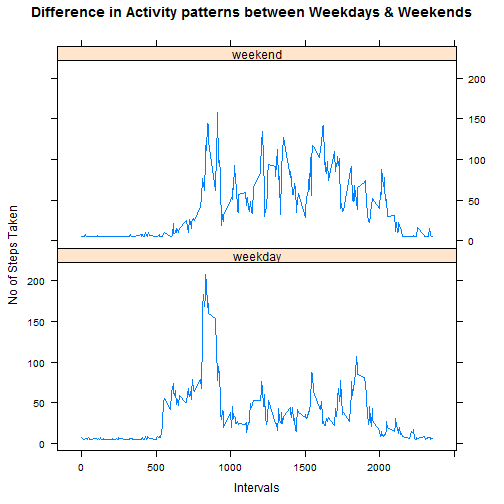 Difference in Activity patterns between Weekdays & Weekends
weekend
200
150
100
50
0
weekday
200
150
100
50
0
No of Steps Taken
0 500 1000 1500 2000
Intervals